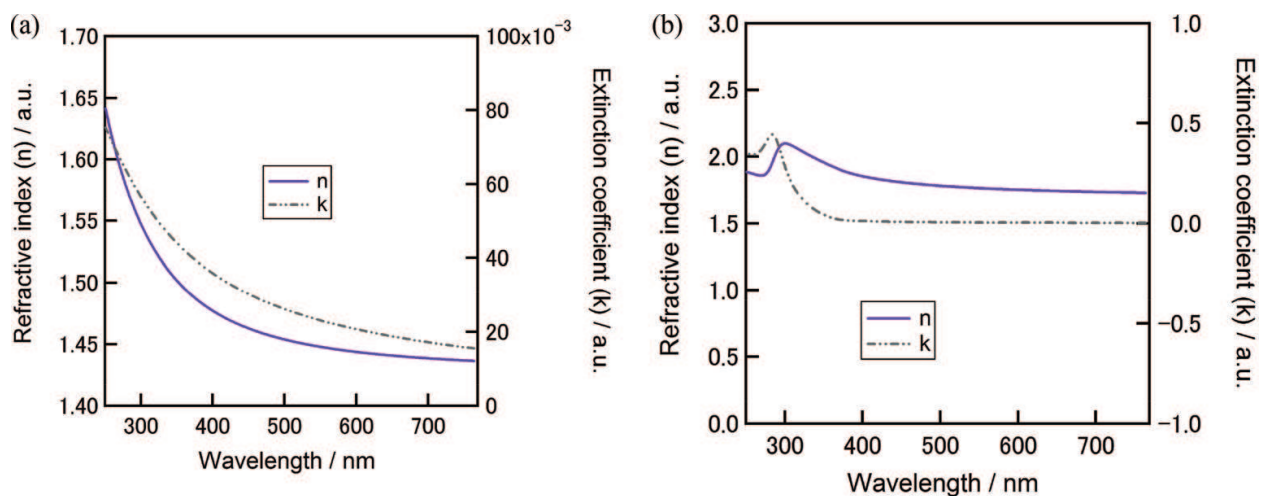 (a)
1.70
1.65
1.60
1.55
1.50
1.45
1.40
Refractive index (n) / a.u.
n
k
100x10⁻³
80
60
40
20
0
Extinction coefficient (k) / a.u.
300 400 500 600 700
Wavelength / nm
(b)
3.0
2.5
2.0
1.5
1.0
0.5
0.0
Refractive index (n) / a.u.
n
k
1.0
0.5
0.0
−0.5
−1.0
Extinction coefficient (k) / a.u.
300 400 500 600 700
Wavelength / nm